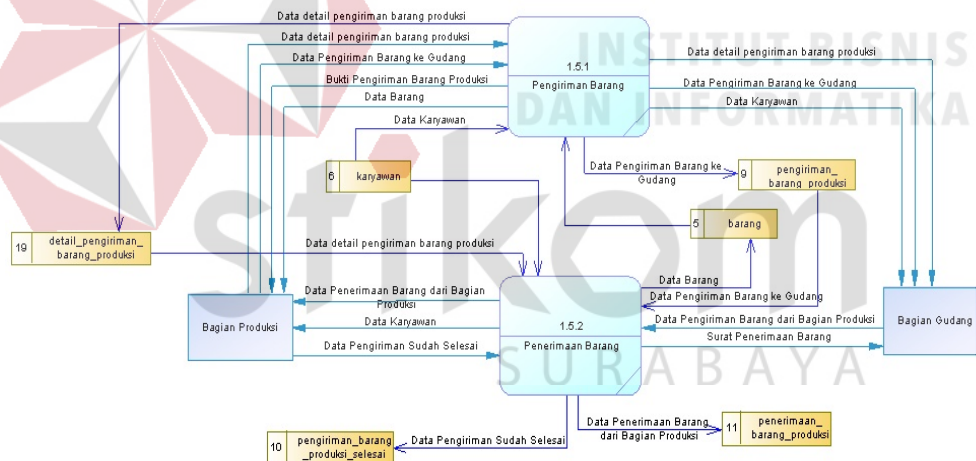 Data detail pengiriman barang produksi
INSTITUT BISNIS
DAN INFORMATIKA
Data detail pengiriman barang produksi
Data Pengiriman Barang ke Gudang
Bukti Pengiriman Barang Produksi
Data Barang
Data Karyawan
1.5.1
Pengiriman Barang
Data detail pengiriman barang produksi
Data Pengiriman Barang ke Gudang
Data Karyawan
6 karyawan
Data Pengiriman Barang ke
Gudang
9 pengiriman_
barang_produksi
5 barang
stikom
SURABAYA
19 detail_pengiriman_
barang_produksi
Data detail pengiriman barang produksi
Data Barang
Data Pengiriman Barang ke Gudang
Data Penerimaan Barang dari Bagian
Produksi
Data Karyawan
Data Pengiriman Sudah Selesai
Bagian Produksi
1.5.2
Penerimaan Barang
Data Pengiriman Barang dari Bagian Produksi
Surat Penerimaan Barang
Bagian Gudang
10 pengiriman_barang
_produksi_selesai
Data Pengiriman Sudah Selesai
Data Penerimaan Barang
dari Bagian Produksi
11 penerimaan_
barang_produksi